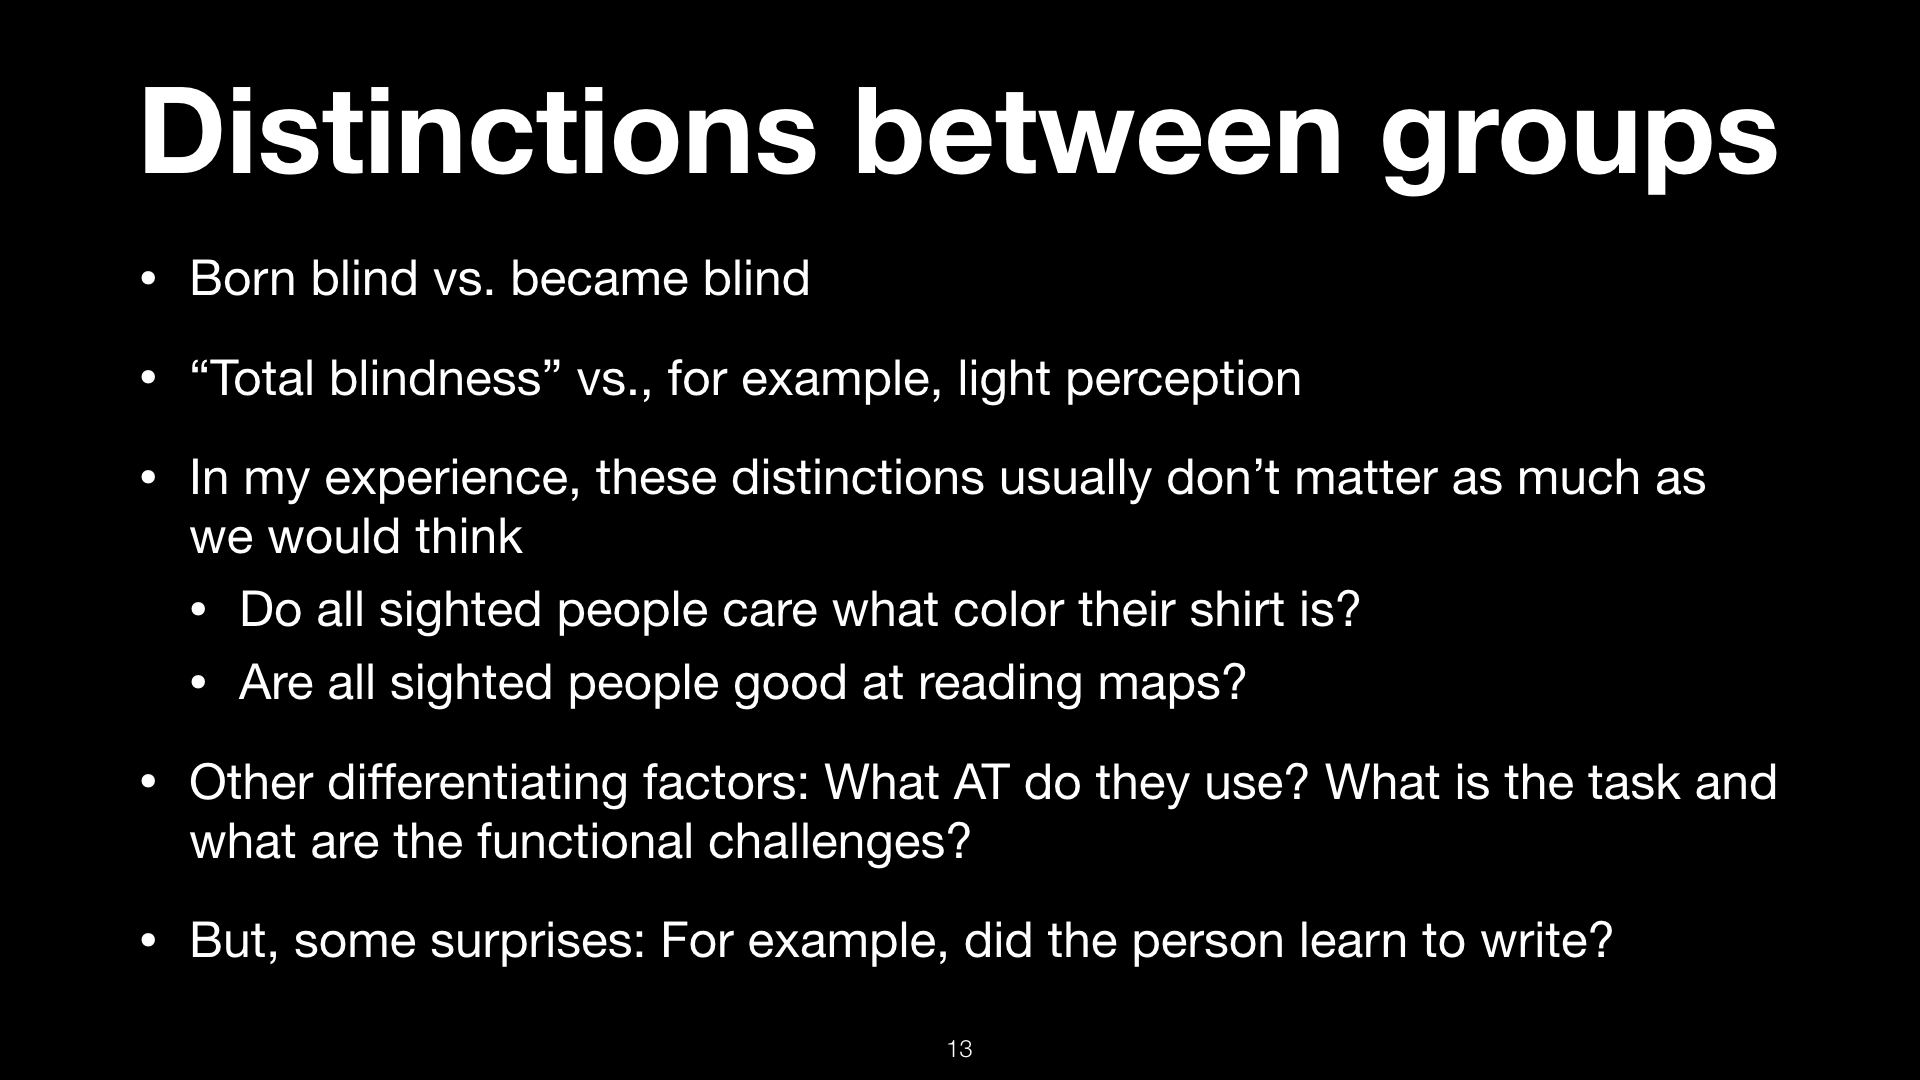 Distinctions between groups
• Born blind vs. became blind
• “Total blindness” vs., for example, light perception
• In my experience, these distinctions usually don’t matter as much as
we would think
• Do all sighted people care what color their shirt is?
• Are all sighted people good at reading maps?
• Other differentiating factors: What AT do they use? What is the task and
what are the functional challenges?
• But, some surprises: For example, did the person learn to write?
13